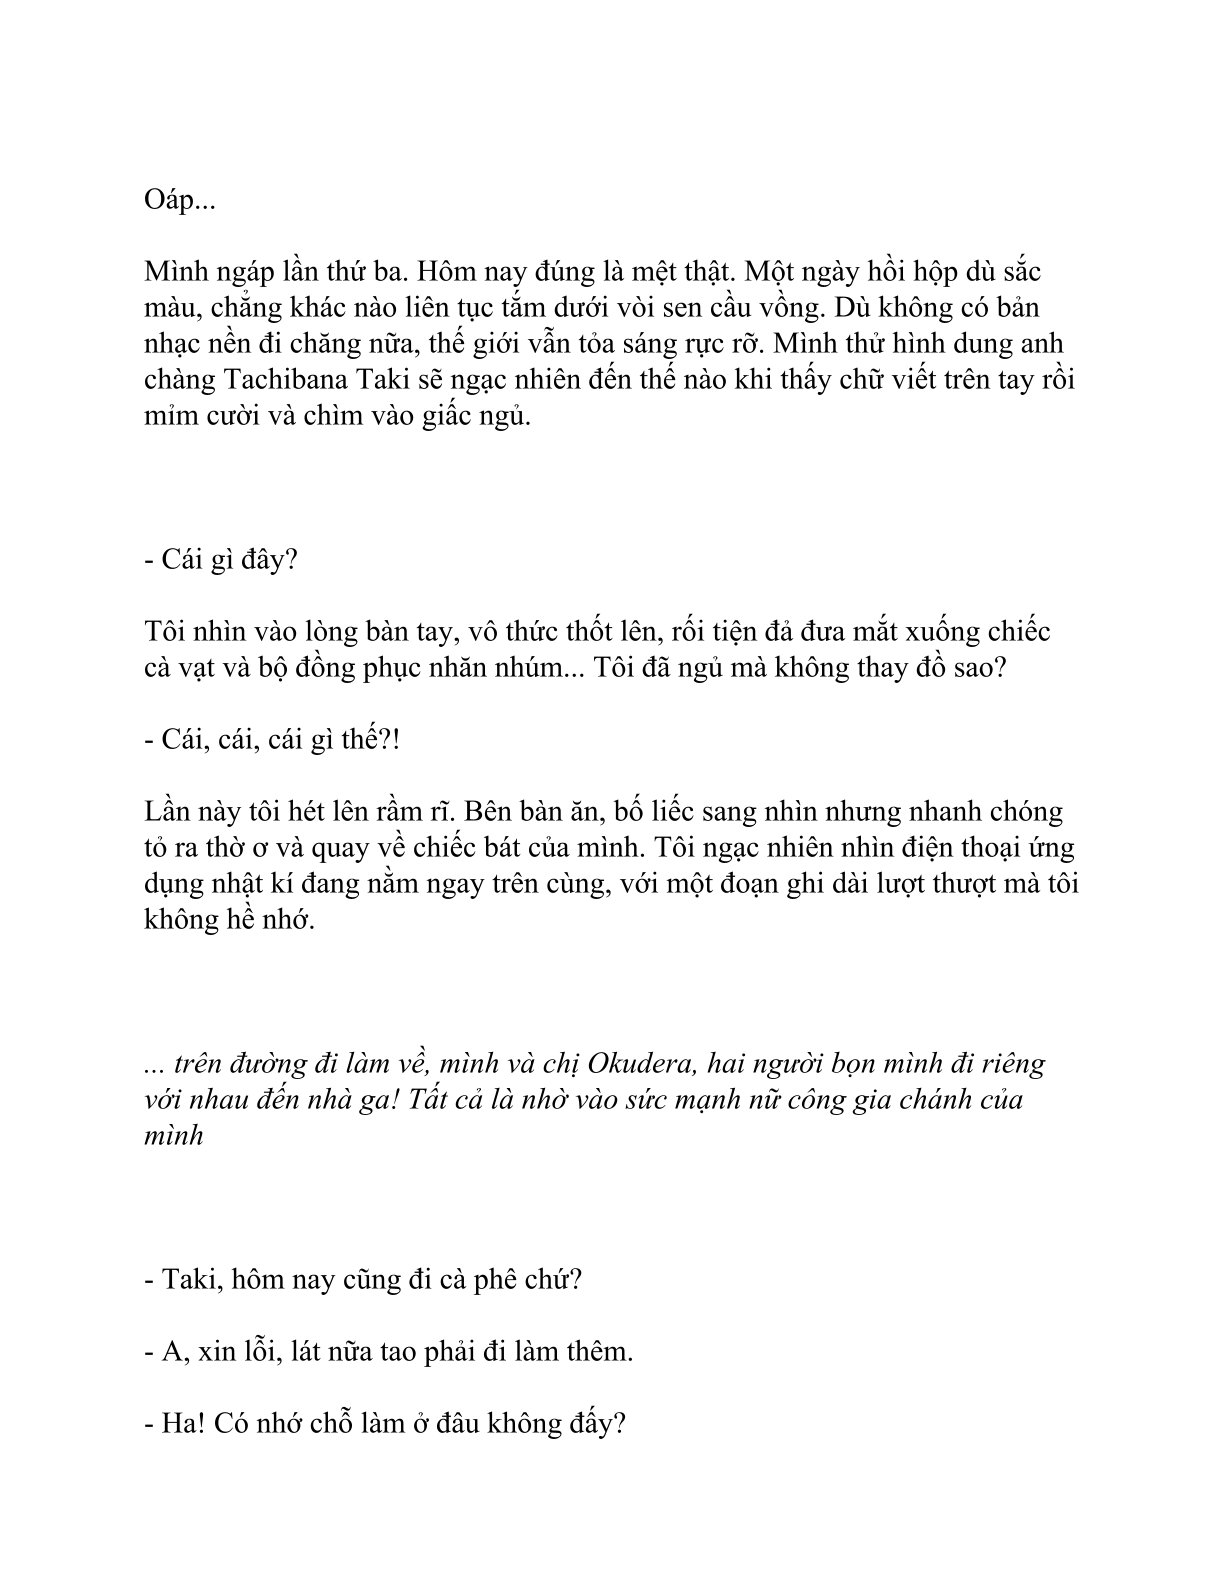 Oáp...
Mình ngáp lần thứ ba. Hôm nay đúng là mệt thật. Một ngày hồi hộp dù sắc
màu, chẳng khác nào liên tục tắm dưới vòi sen cầu vồng. Dù không có bản
nhạc nền đi chăng nữa, thế giới vẫn tỏa sáng rực rỡ. Mình thử hình dung anh
chàng Tachibana Taki sẽ ngạc nhiên đến thế nào khi thấy chữ viết trên tay rồi
mỉm cười và chìm vào giấc ngủ.
- Cái gì đây?
Tôi nhìn vào lòng bàn tay, vô thức thốt lên, rối tiện đả đưa mắt xuống chiếc
cà vạt và bộ đồng phục nhăn nhúm... Tôi đã ngủ mà không thay đồ sao?
- Cái, cái, cái gì thế?!
Lần này tôi hét lên rầm rĩ. Bên bàn ăn, bố liếc sang nhìn nhưng nhanh chóng
tỏ ra thờ ơ và quay về chiếc bát của mình. Tôi ngạc nhiên nhìn điện thoại ứng
dụng nhật kí đang nằm ngay trên cùng, với một đoạn ghi dài lượt thượt mà tôi
không hề nhớ.
... trên đường đi làm về, mình và chị Okudera, hai người bọn mình đi riêng
với nhau đến nhà ga! Tất cả là nhờ vào sức mạnh nữ công gia chánh của
mình
- Taki, hôm nay cũng đi cà phê chứ?
- A, xin lỗi, lát nữa tao phải đi làm thêm.
- Ha! Có nhớ chỗ làm ở đâu không đấy?